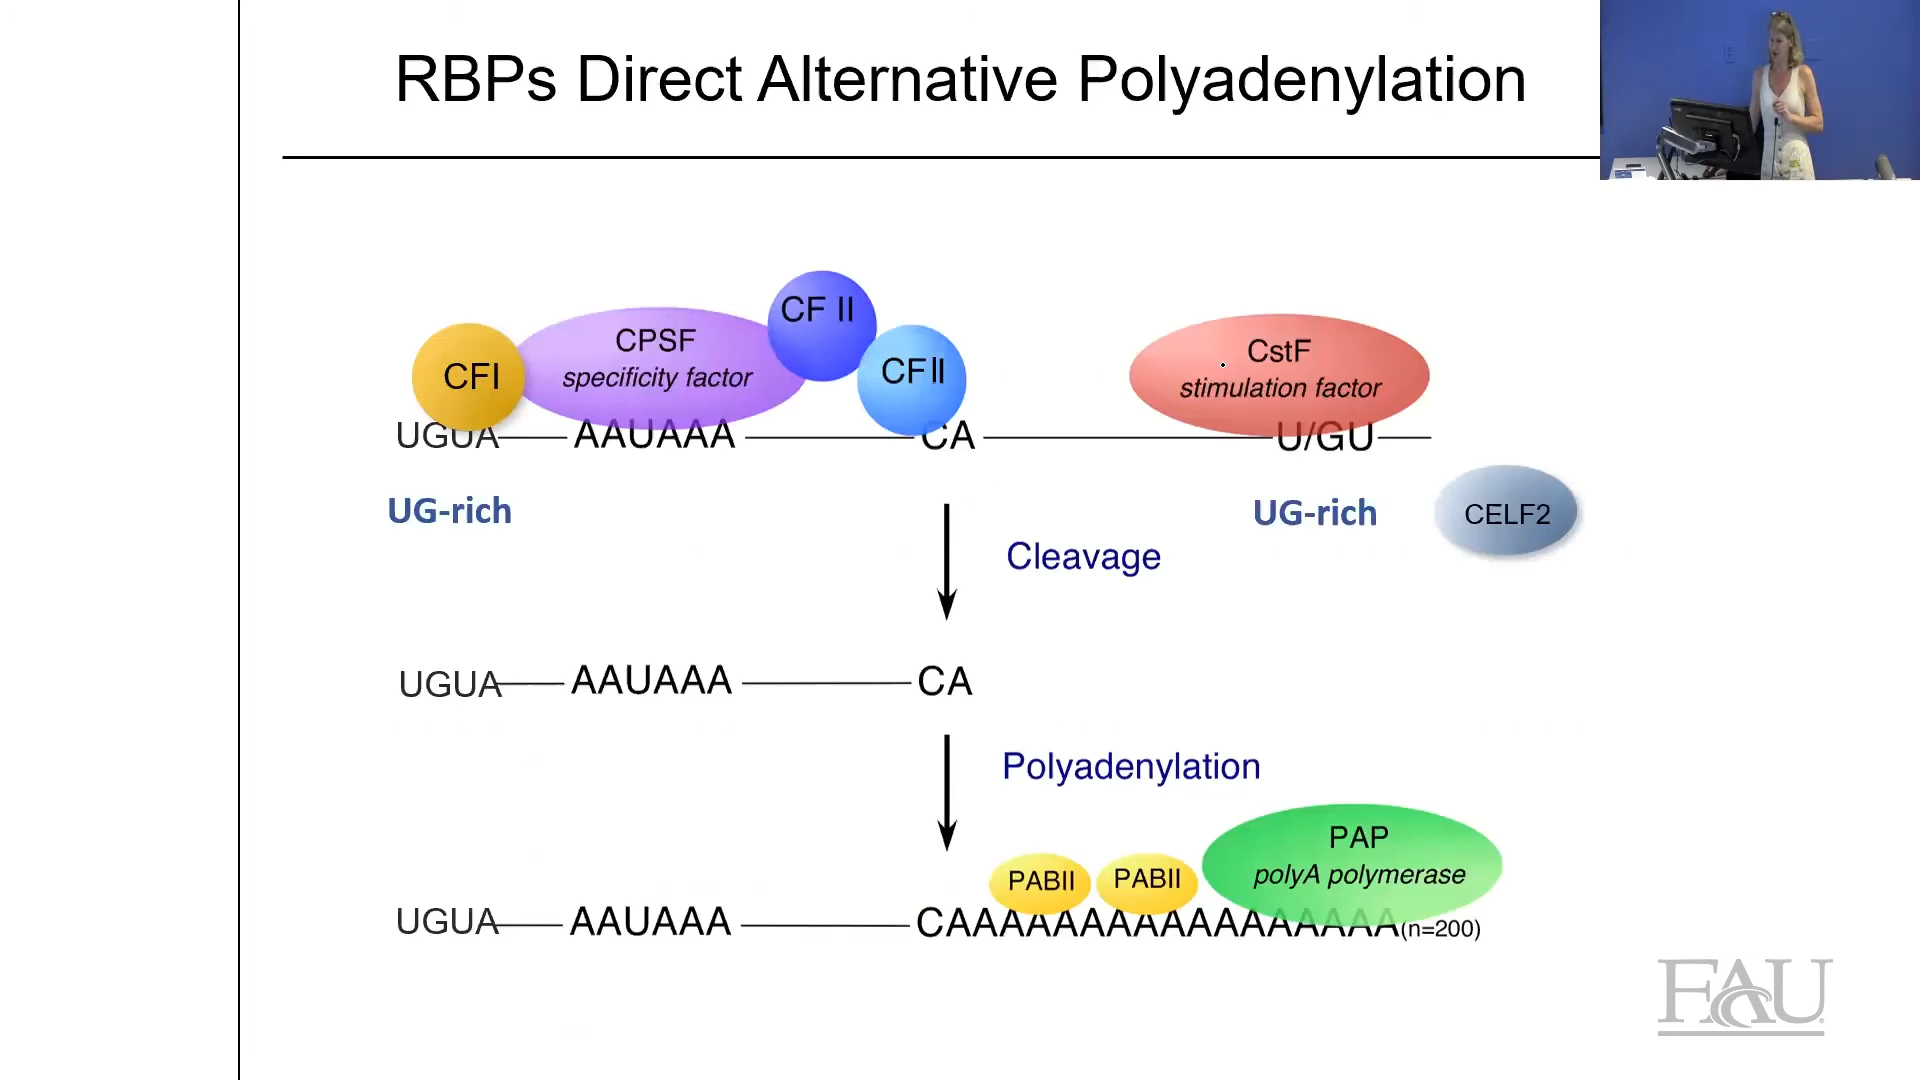 RBPs Direct Alternative Polyadenylation
CFI
CPSF
specificity factor
CF II
CFII
CstF
stimulation factor
UGUA AAUAAA CA U/GU
UG-rich
UG-rich
CELF2
Cleavage
UGUA AAUAAA CA
Polyadenylation
PABII
PABII
PAP
polyA polymerase
UGUA AAUAAA CAAAAAAAAAAAAAAAAA(n=200)
FAU